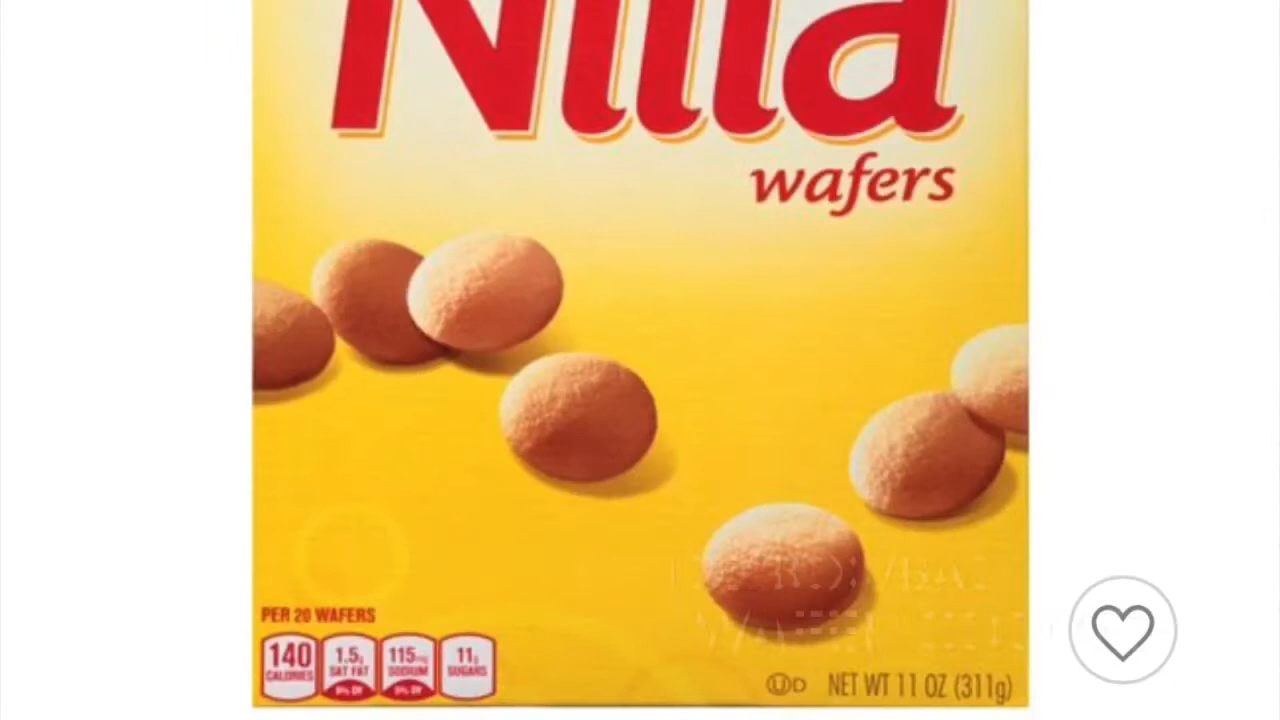 Nilla
wafers
PER 20 WAFERS
140 1.5g 115mg 11g
CALORIES SAT FAT SODIUM SUGARS
ⓊD NET WT 11 OZ (311g)